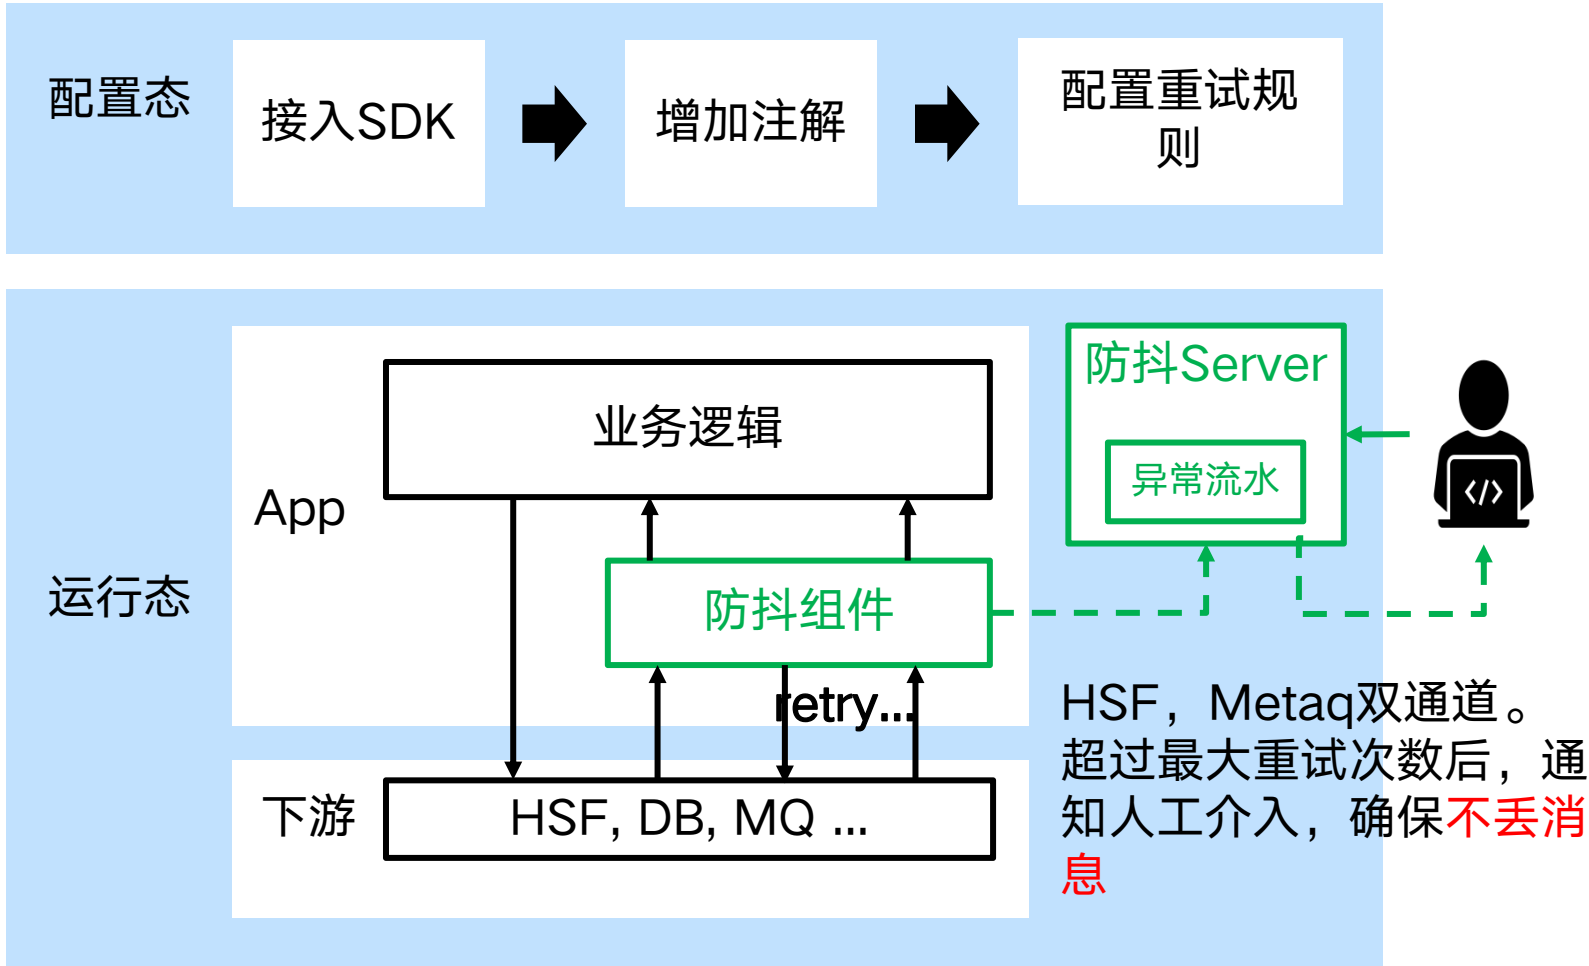 配置态
接入SDK
增加注解
配置重试规
则
运行态
App
业务逻辑
防抖组件
retry...
防抖Server
异常流水
下游
HSF, DB, MQ ...
HSF，Metaq双通道。
超过最大重试次数后，通
知人工介入，确保不丢消
息